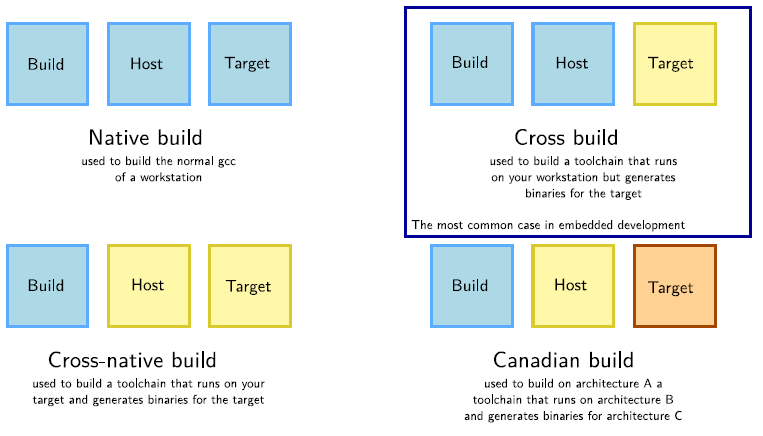 Build Host Target
Native build
used to build the normal gcc
of a workstation
Build Host Target
Cross build
used to build a toolchain that runs
on your workstation but generates
binaries for the target
The most common case in embedded development
Build Host Target
Cross-native build
used to build a toolchain that runs on your
target and generates binaries for the target
Build Host Target
Canadian build
used to build on architecture A a
toolchain that runs on architecture B
and generates binaries for architecture C